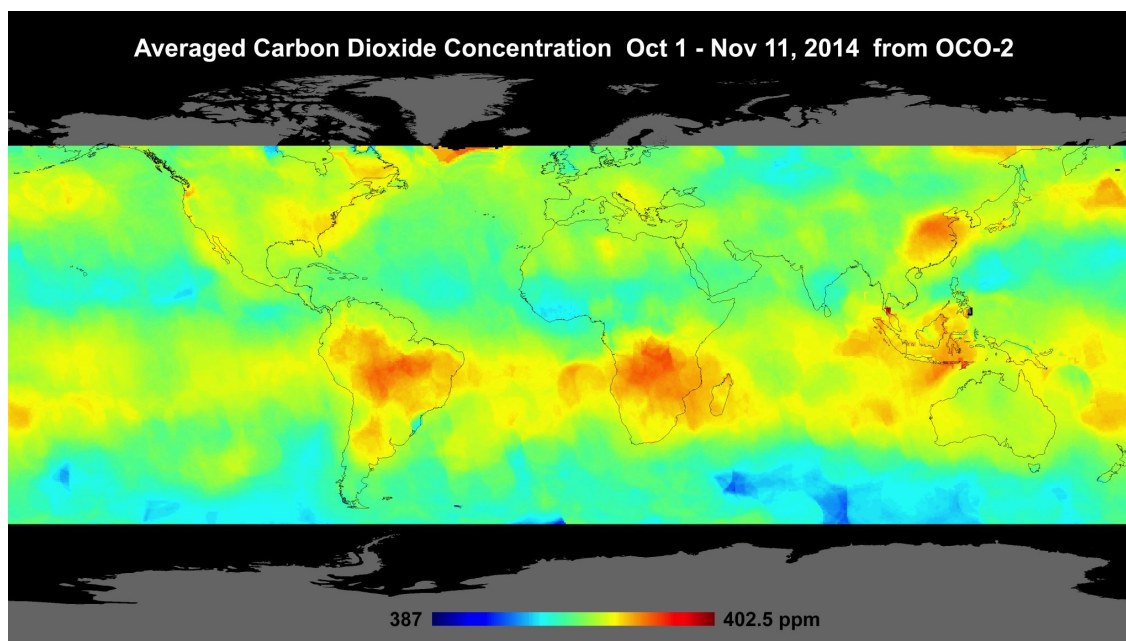 Averaged Carbon Dioxide Concentration Oct 1 - Nov 11, 2014 from OCO-2
387 402.5 ppm